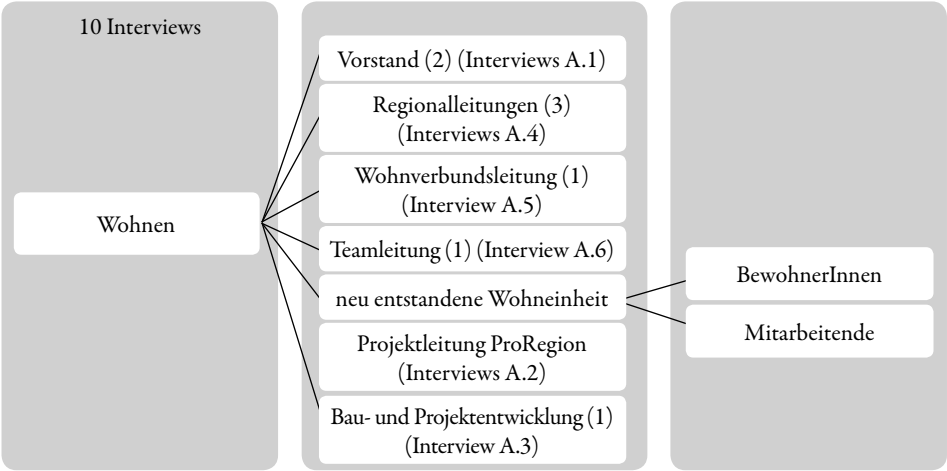 10 Interviews
Wohnen
Vorstand (2) (Interviews A.1)
Regionalleitungen (3)
(Interviews A.4)
Wohnverbundsleitung (1)
(Interview A.5)
Teamleitung (1) (Interview A.6)
neu entstandene Wohneinheit
Projektleitung ProRegion
(Interviews A.2)
Bau- und Projektentwicklung (1)
(Interview A.3)
BewohnerInnen
Mitarbeitende